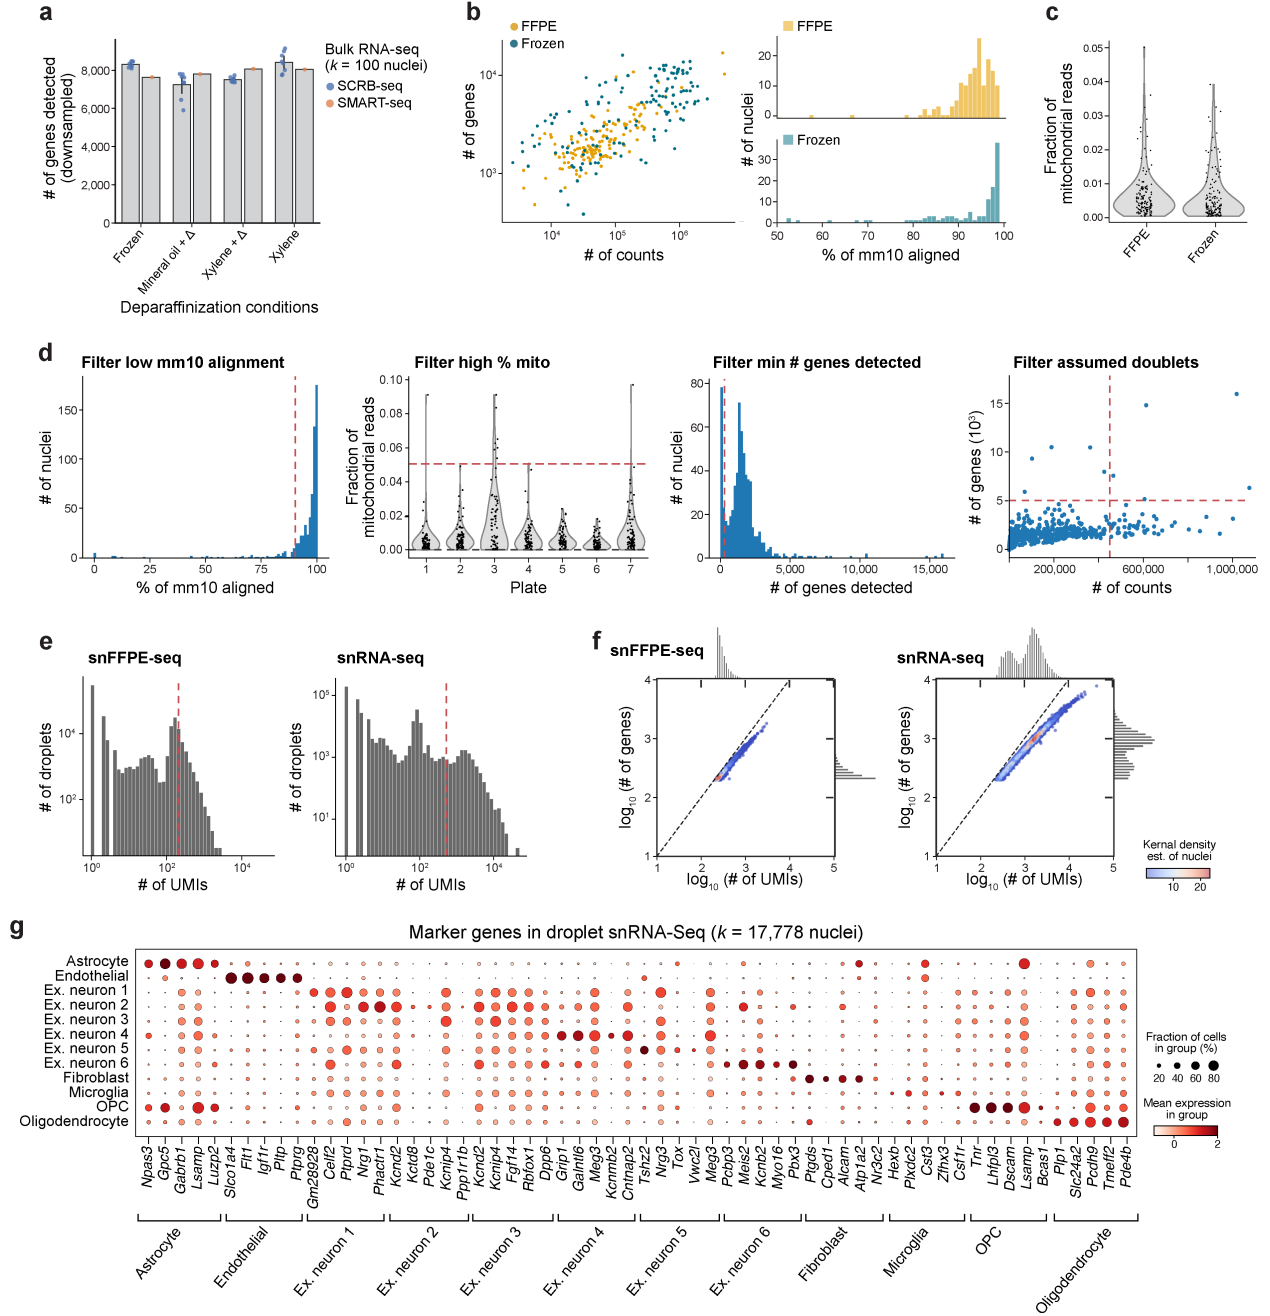 a
# of genes detected
(downsampled)
8,000
6,000
4,000
2,000
0
Frozen
Mineral oil + Δ
Xylene + Δ
Xylene
Deparaffinization conditions
Bulk RNA-seq
(k = 100 nuclei)
SCRB-seq
SMART-seq
b
FFPE
Frozen
# of genes
10⁴
10³
10⁴
10⁵
10⁶
# of counts
FFPE
20
10
0
# of nuclei
Frozen
30
20
10
0
50
60
70
80
90
100
% of mm10 aligned
c
Fraction of
mitochondrial reads
0.05
0.04
0.03
0.02
0.01
0.00
FFPE
Frozen
d
Filter low mm10 alignment
# of nuclei
150
100
50
0
0
25
50
75
100
% of mm10 aligned
Filter high % mito
Fraction of
mitochondrial reads
0.10
0.08
0.06
0.04
0.02
0.00
1
2
3
4
5
6
7
Plate
Filter min # genes detected
# of nuclei
80
60
40
20
0
0
5,000
10,000
15,000
# of genes detected
Filter assumed doublets
# of genes (10³)
15
10
5
0
200,000
600,000
1,000,000
# of counts
e
snFFPE-seq
# of droplets
10⁴
10²
10⁰
10²
10⁴
# of UMIs
snRNA-seq
# of droplets
10⁵
10³
10¹
10⁰
10²
10⁴
# of UMIs
f
snFFPE-seq
log₁₀ (# of genes)
4
3
2
1
1
2
3
4
5
log₁₀ (# of UMIs)
snRNA-seq
log₁₀ (# of genes)
4
3
2
1
1
2
3
4
5
log₁₀ (# of UMIs)
Kernal density
est. of nuclei
10
20
g
Marker genes in droplet snRNA-Seq (k = 17,778 nuclei)
Astrocyte
Endothelial
Ex. neuron 1
Ex. neuron 2
Ex. neuron 3
Ex. neuron 4
Ex. neuron 5
Ex. neuron 6
Fibroblast
Microglia
OPC
Oligodendrocyte
Npas3
Gpc5
Gabrb1
Lsamp
Luzp2
Slco1a4
Flt1
Igf1r
Pltp
Ptprg
Gm28928
Celf2
Ptprd
Nrg1
Phactr1
Kcnd2
Kctd8
Pde1c
Kcnip4
Ppp1r1b
Kcnd2
Kcnip4
Fgf14
Rbfox1
Dpp6
Grip1
Galntl6
Meg3
Kcnmb2
Cntnap2
Tshz2
Nrg3
Tox
Vwc2l
Meg3
Pcbp3
Meis2
Kcnb2
Myo16
Pbx3
Ptgds
Cped1
Alcam
Atp1a2
Nr3c2
Hexb
Plxdc2
Cst3
Zfhx3
Csf1r
Tnr
Lhfpl3
Dscam
Lsamp
Bcas1
Plp1
Slc24a2
Pcdh9
Tmeff2
Pde4b
Astrocyte
Endothelial
Ex. neuron 1
Ex. neuron 2
Ex. neuron 3
Ex. neuron 4
Ex. neuron 5
Ex. neuron 6
Fibroblast
Microglia
OPC
Oligodendrocyte
Fraction of cells
in group (%)
20 40 60 80
Mean expression
in group
0
2